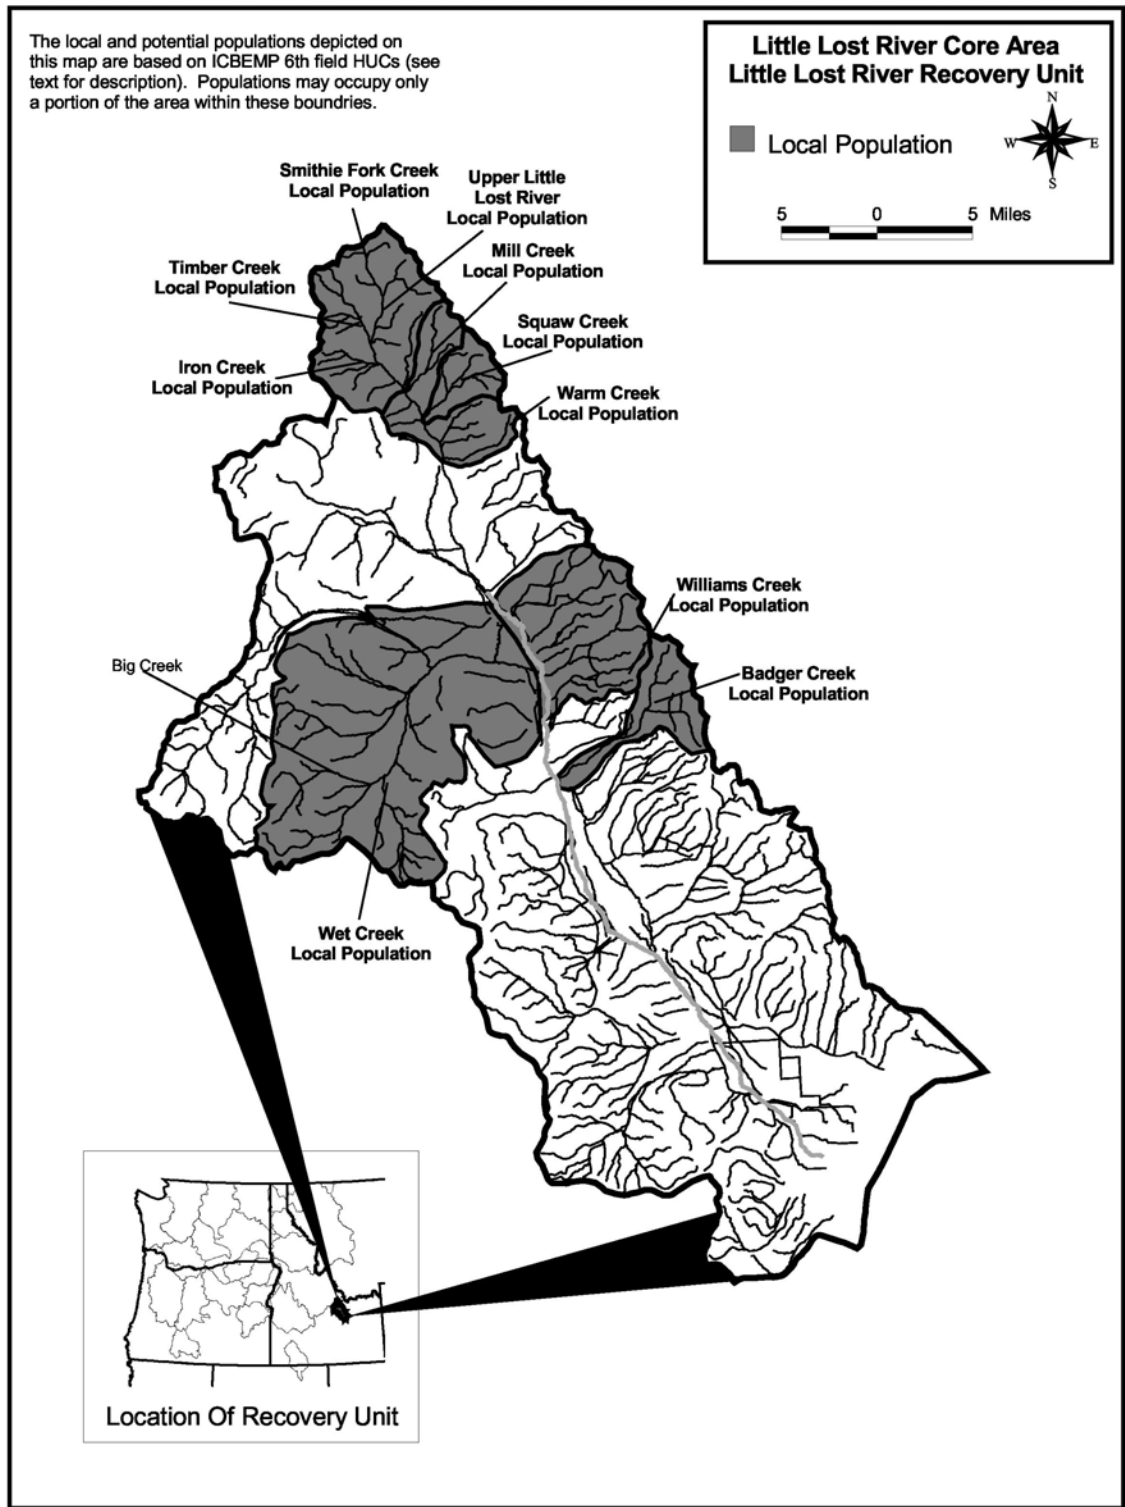 The local and potential populations depicted on
this map are based on ICBEMP 6th field HUCs (see
text for description). Populations may occupy only
a portion of the area within these boundries.
Little Lost River Core Area
Little Lost River Recovery Unit
Local Population
N
W
E
S
5
0
5
Miles
Smithie Fork Creek
Local Population
Upper Little
Lost River
Local Population
Mill Creek
Local Population
Timber Creek
Local Population
Squaw Creek
Local Population
Iron Creek
Local Population
Warm Creek
Local Population
Williams Creek
Local Population
Big Creek
Badger Creek
Local Population
Wet Creek
Local Population
Location Of Recovery Unit